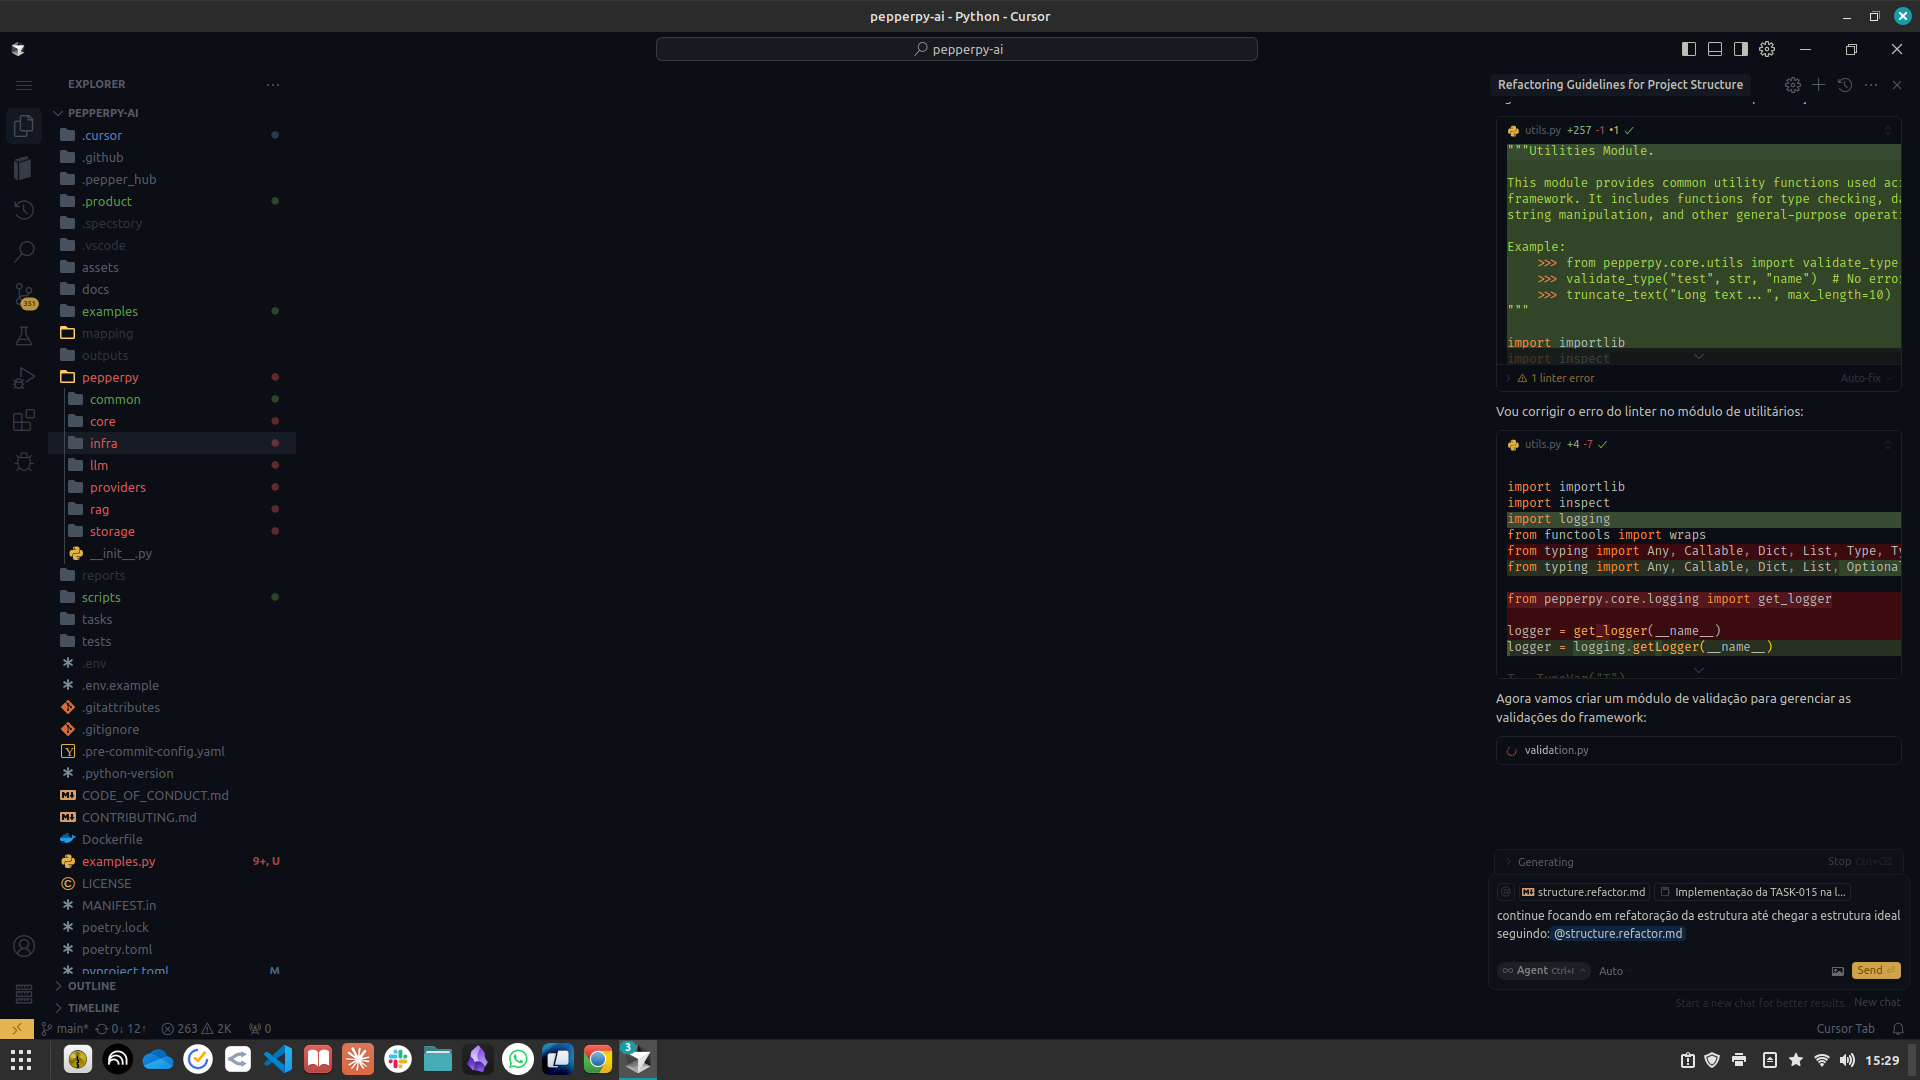 pepperpy-ai - Python - Cursor
pepperpy-ai
EXPLORER
PEPPERPY-AI
.cursor
.github
.pepper_hub
.product
.specstory
.vscode
assets
docs
examples
mapping
outputs
pepperpy
common
core
infra
llm
providers
rag
storage
__init__.py
reports
scripts
tasks
tests
.env
.env.example
.gitattributes
.gitignore
.pre-commit-config.yaml
.python-version
CODE_OF_CONDUCT.md
CONTRIBUTING.md
Dockerfile
examples.py 9+, U
LICENSE
MANIFEST.in
poetry.lock
poetry.toml
pyproject.toml M
OUTLINE
TIMELINE
351
Refactoring Guidelines for Project Structure
utils.py +257 -1 •1
"""Utilities Module.
This module provides common utility functions used
framework. It includes functions for type checking,
string manipulation, and other general-purpose
Example:
>>> from pepperpy.core.utils import validate_type
>>> validate_type("test", str, "name") # No
>>> truncate_text("Long text...", max_length=10)
"""
import importlib
import inspect
1 linter error Auto-fix
Vou corrigir o erro do linter no módulo de utilitários:
utils.py +4 -7
import importlib
import inspect
import logging
from functools import wraps
from typing import Any, Callable, Dict, List, Type,
from typing import Any, Callable, Dict, List,
from pepperpy.core.logging import get_logger
logger = get_logger(__name__)
logger = logging.getLogger(__name__)
T = TypeVar("T")
Agora vamos criar um módulo de validação para gerenciar as
validações do framework:
validation.py
Generating Stop Ctrl+⌫
@ structure.refactor.md Implementação da TASK-015 na l...
continue focando em refatoração da estrutura até chegar a estrutura ideal
seguindo: @structure.refactor.md
Agent Ctrl+I Auto Send
Start a new chat for better results. New chat
main* 0↓ 12↑ 263 2K 0
Cursor Tab
3
15:29